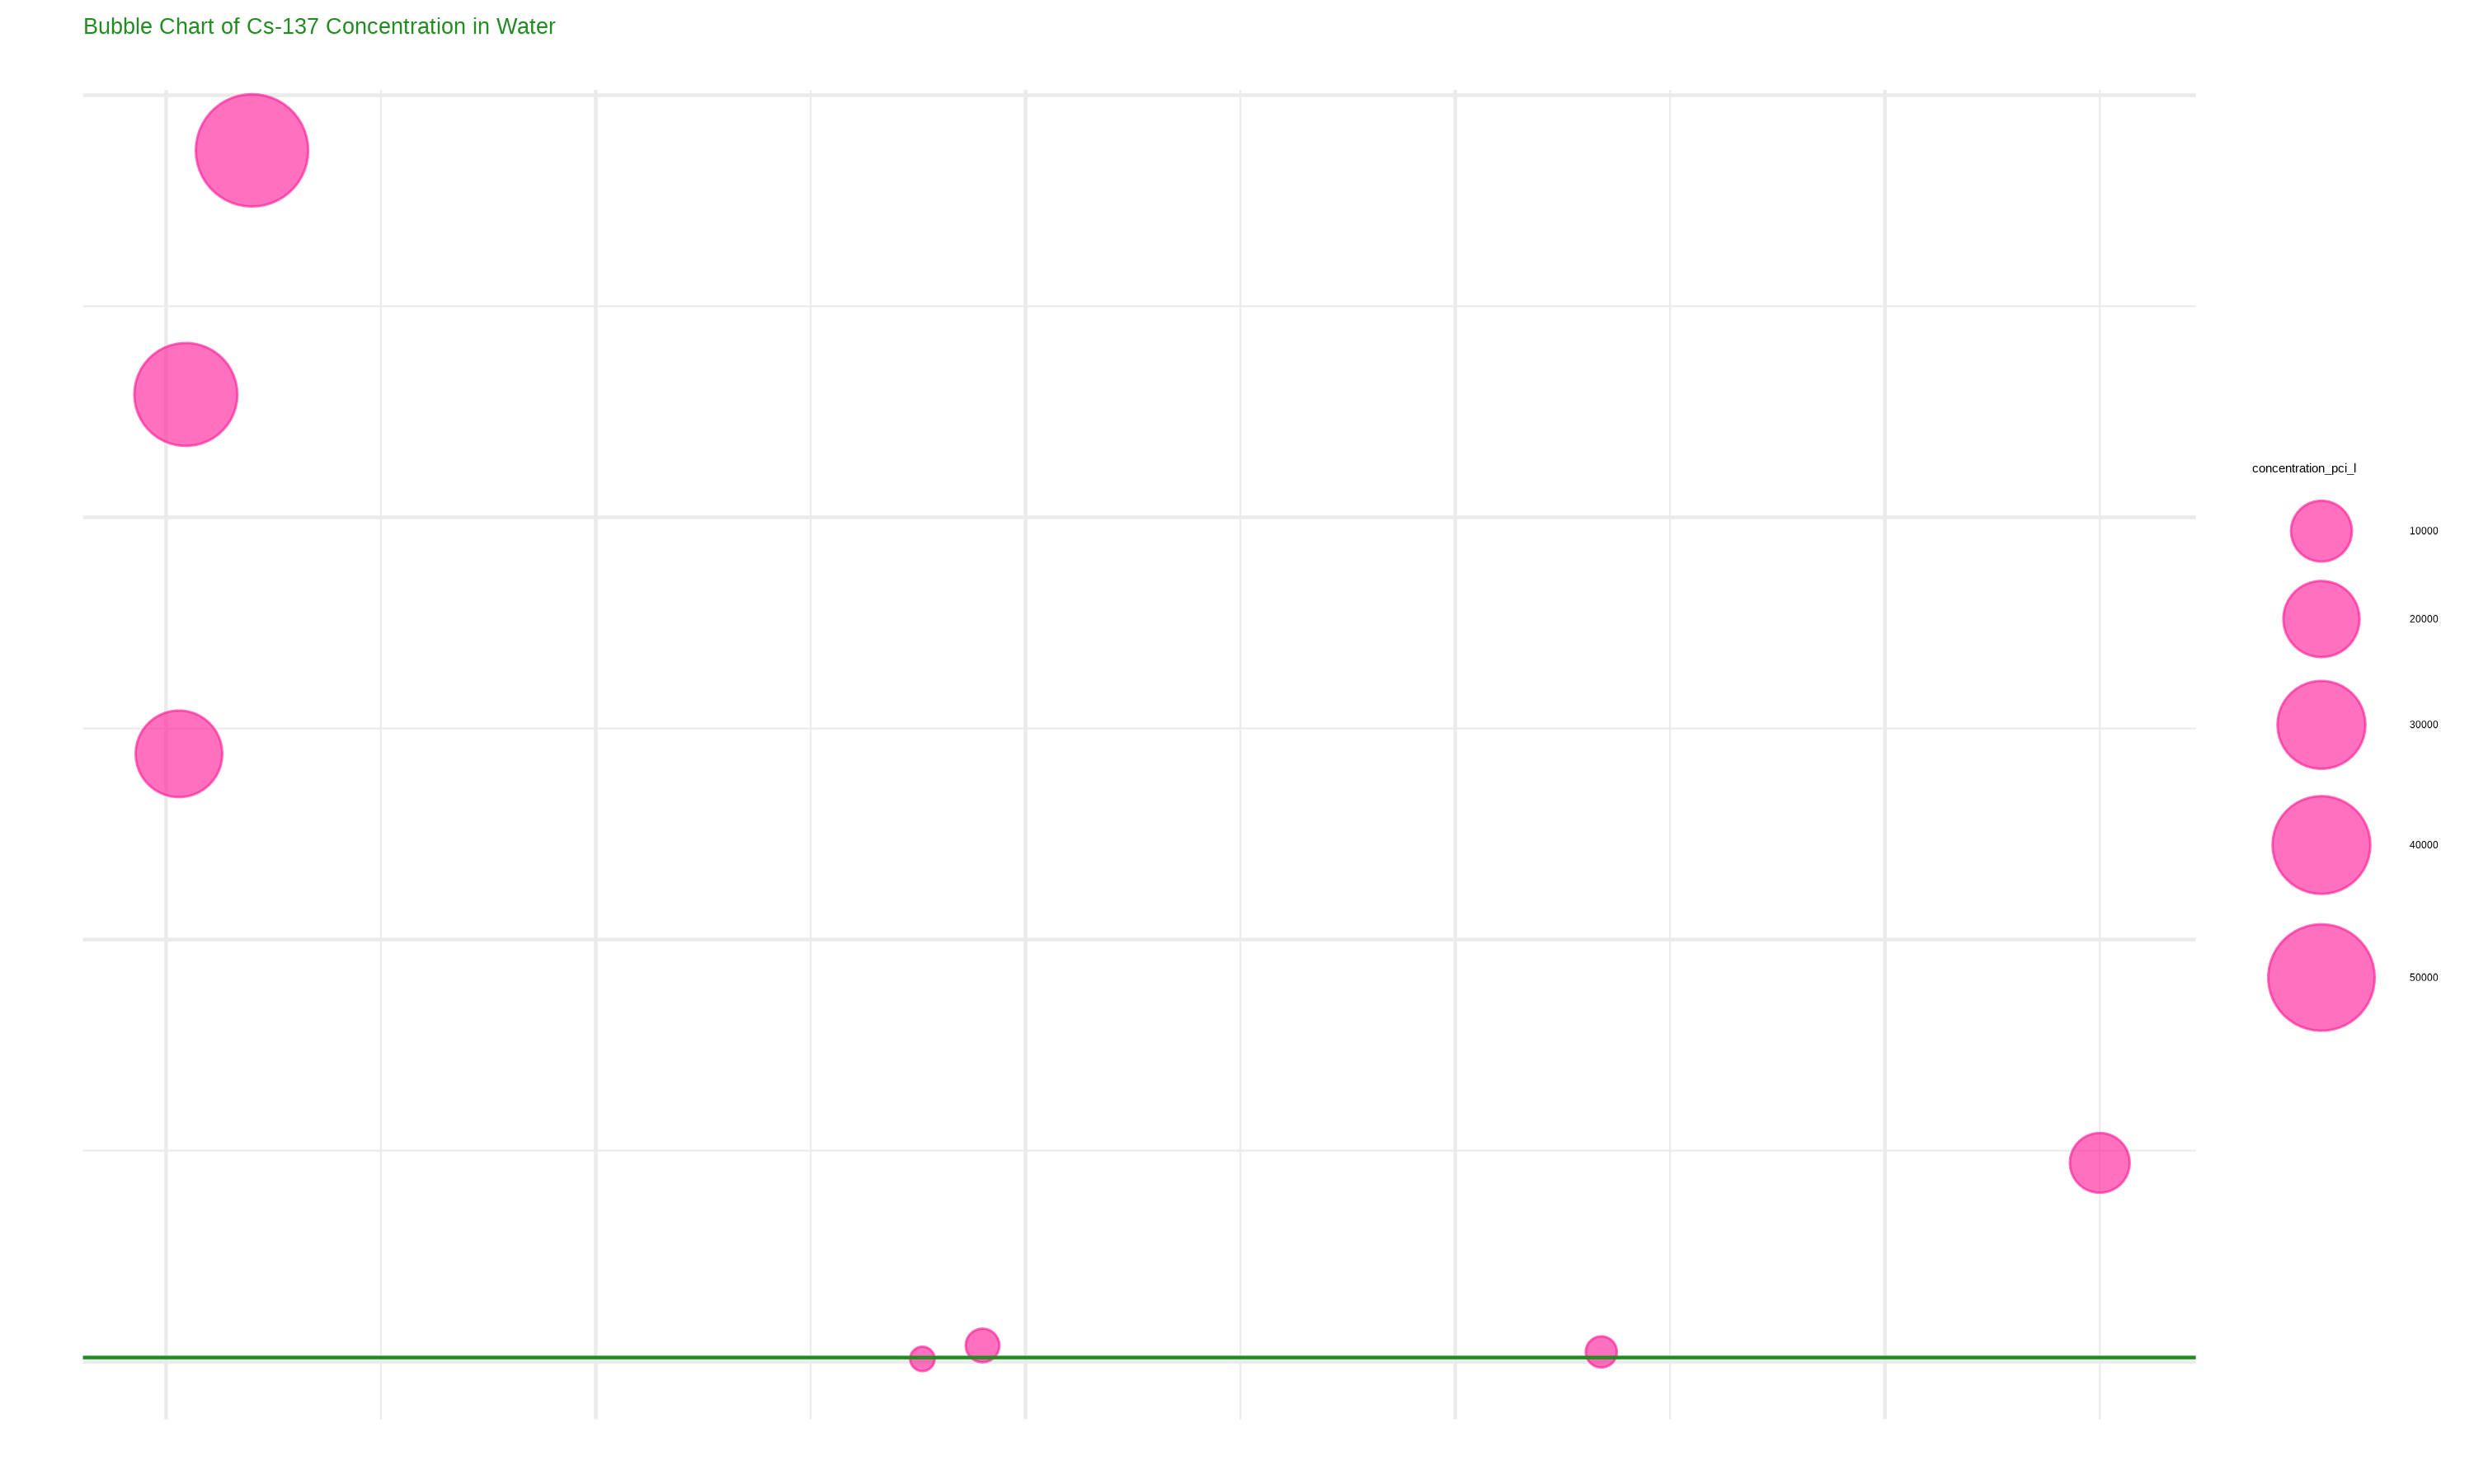 Bubble Chart of Cs-137 Concentration in Water
concentration_pci_l
10000
20000
30000
40000
50000